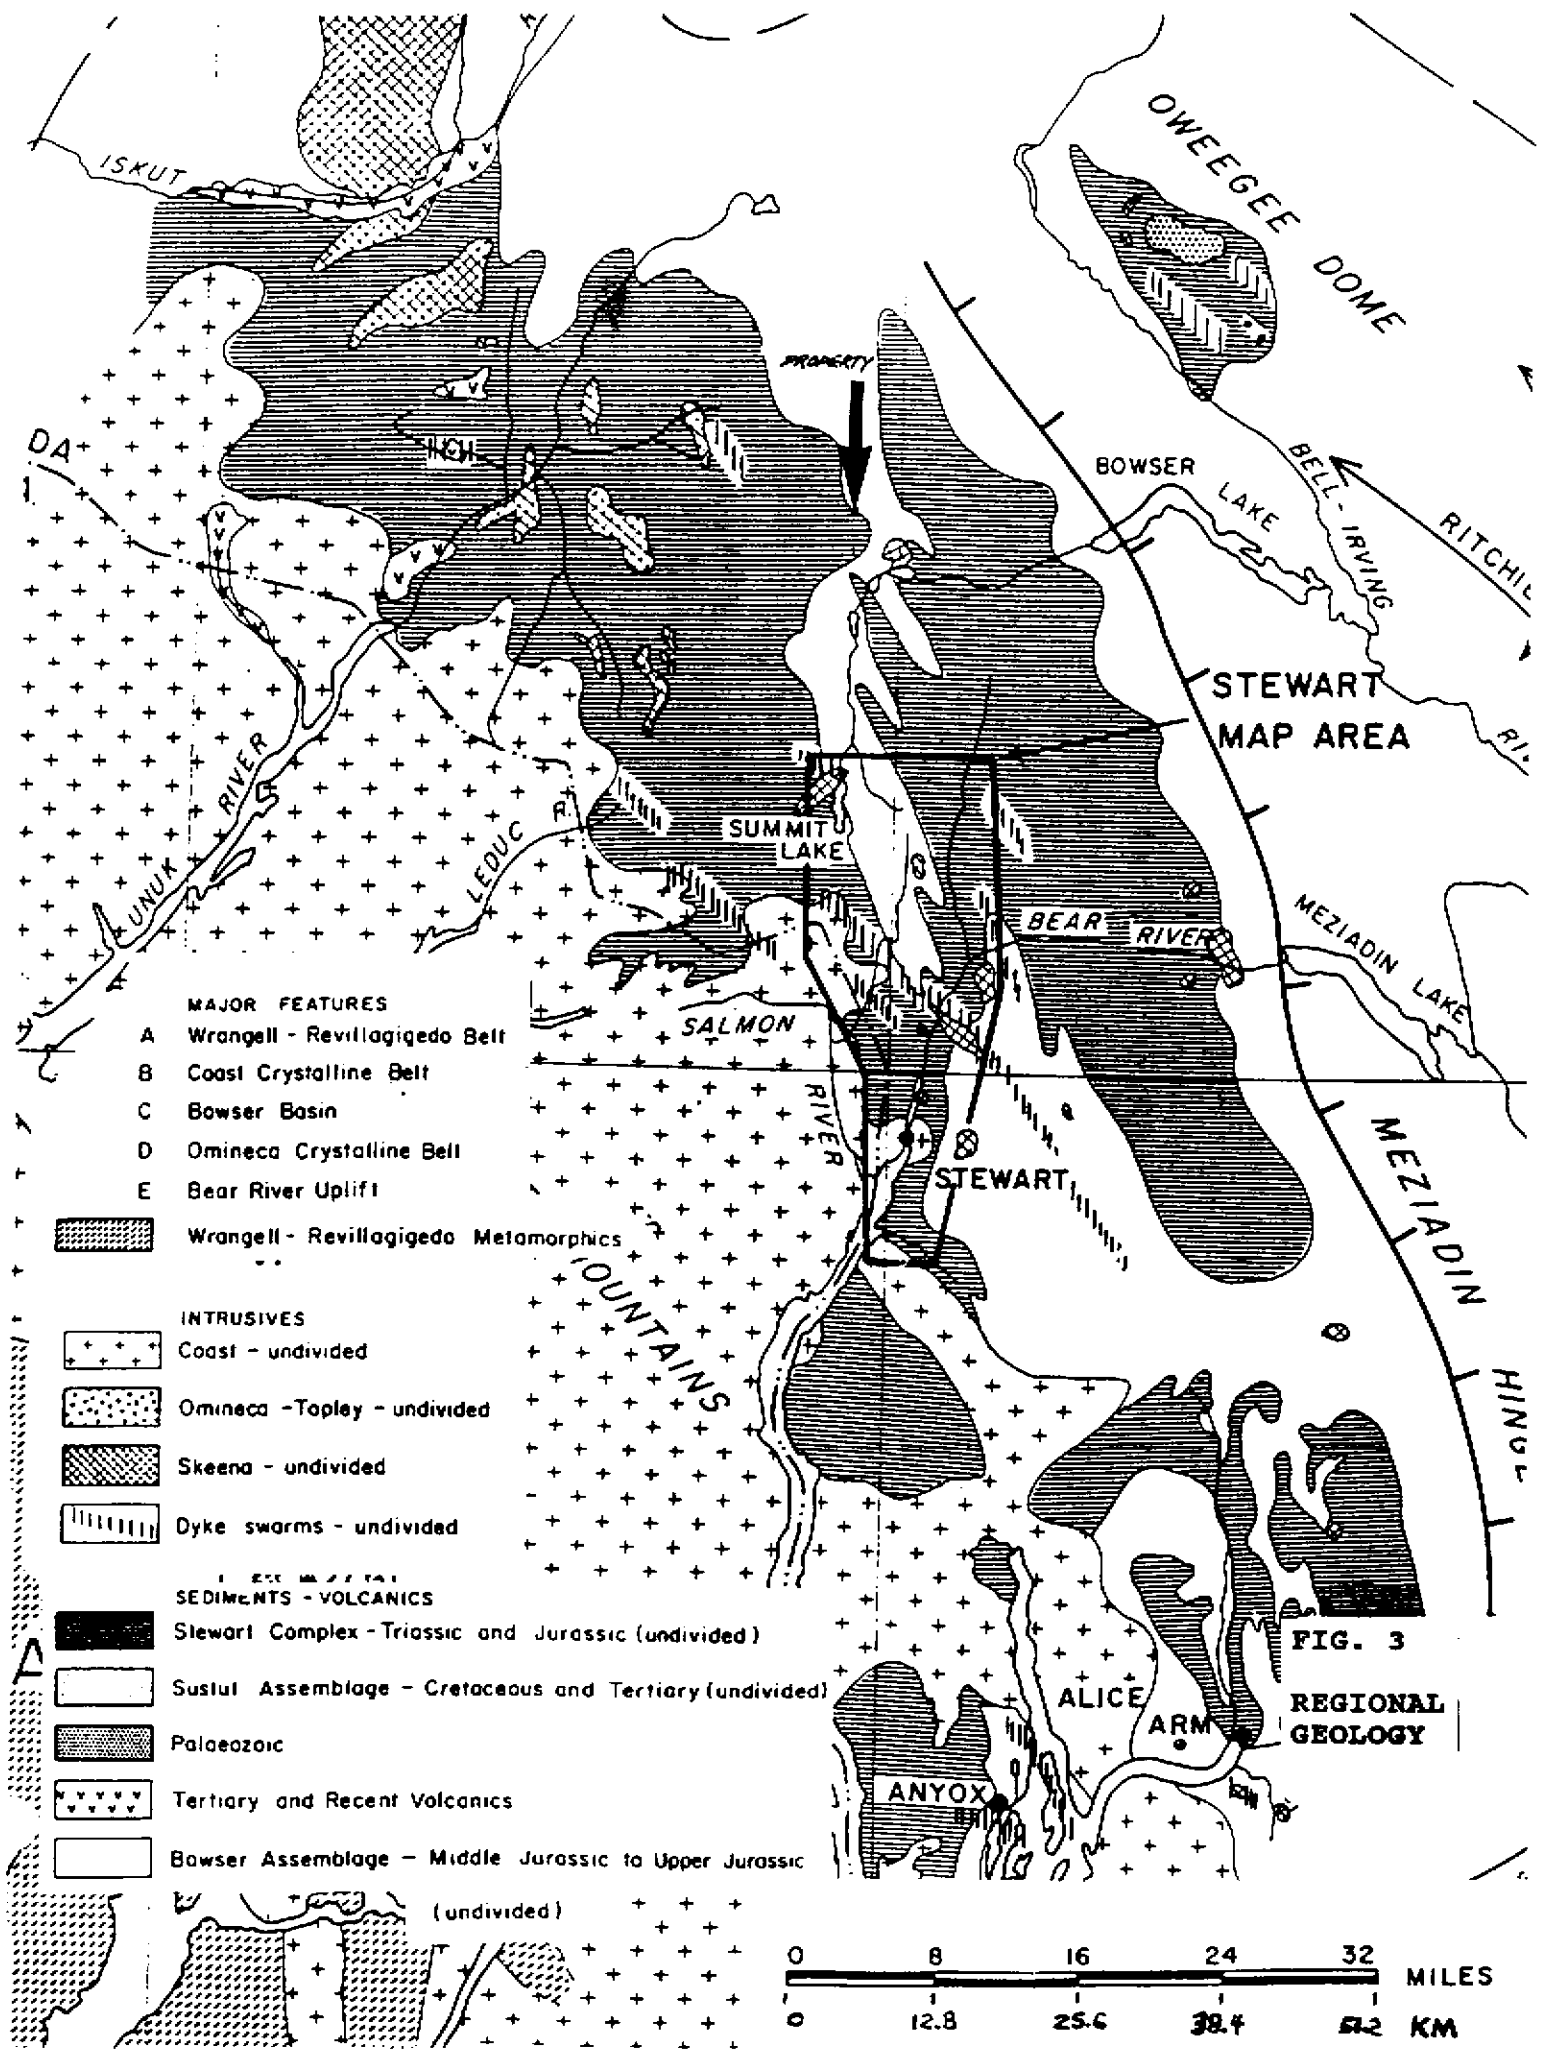 ISKUT
OWEEGEE
DOME
PROPERTY
DA
BOWSER
LAKE
BELL - IRVING
STEWART
MAP AREA
UNUK RIVER
LEDUC R.
SUMMIT
LAKE
BEAR RIVER
MEZIADIN
LAKE
SALMON
RIVER
STEWART
MEZIADIN
MAJOR FEATURES
A Wrangell - Revillagigedo Belt
B Coast Crystalline Belt
C Bowser Basin
D Omineca Crystalline Belt
E Bear River Uplift
Wrangell - Revillagigedo Metamorphics
OUNTAINS
INTRUSIVES
Coast - undivided
Omineca - Topley - undivided
Skeena - undivided
Dyke swarms - undivided
SEDIMENTS - VOLCANICS
Stewart Complex - Triassic and Jurassic (undivided)
Sustut Assemblage - Cretaceous and Tertiary (undivided)
Palaeozoic
Tertiary and Recent Volcanics
Bowser Assemblage - Middle Jurassic to Upper Jurassic
(undivided)
FIG. 3
REGIONAL
GEOLOGY
ALICE
ARM
ANYOX
0 8 16 24 32 MILES
0 12.8 25.6 38.4 51.2 KM
A